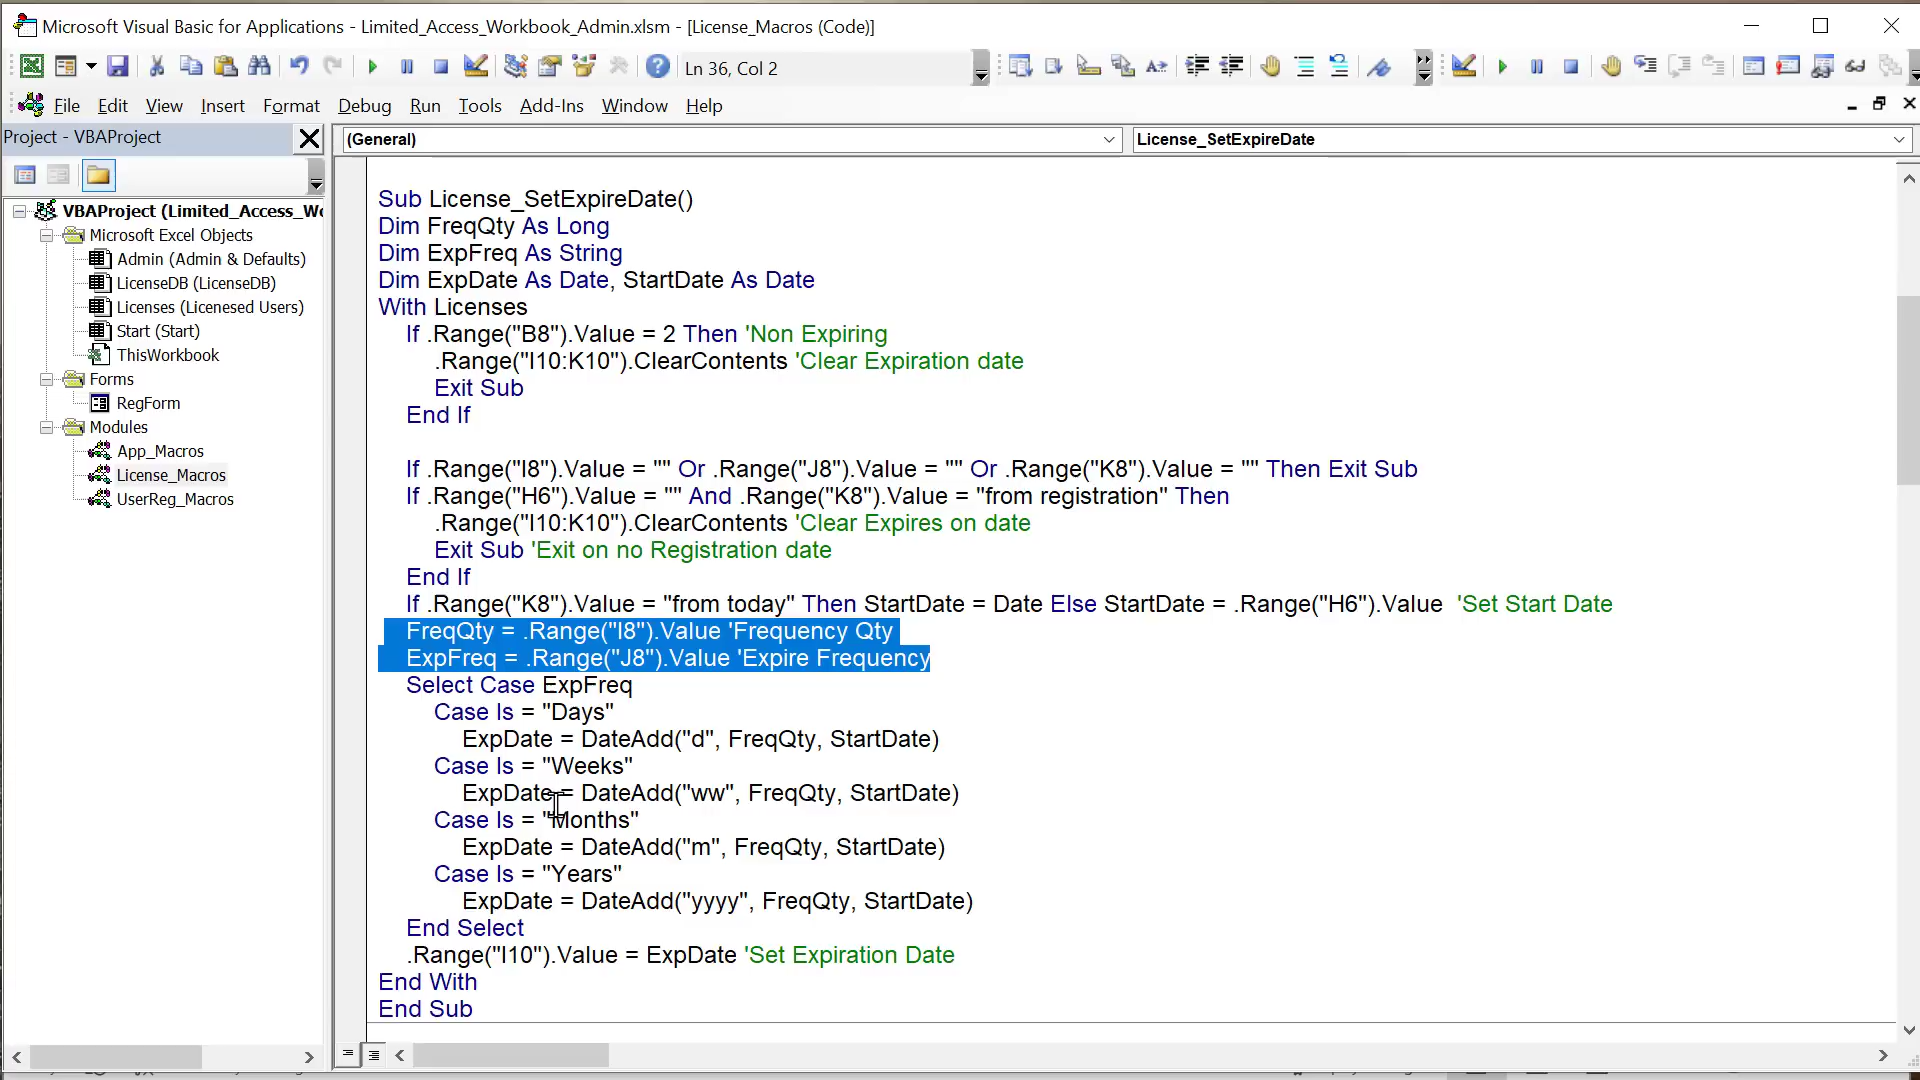 Microsoft Visual Basic for Applications - Limited_Access_Workbook_Admin.xlsm - [License_Macros (Code)]
Ln 36, Col 2
File Edit View Insert Format Debug Run Tools Add-Ins Window Help
Project - VBAProject
(General)
License_SetExpireDate
VBAProject (Limited_Access_Wo
Microsoft Excel Objects
Admin (Admin & Defaults)
LicenseDB (LicenseDB)
Licenses (Licenesed Users)
Start (Start)
ThisWorkbook
Forms
RegForm
Modules
App_Macros
License_Macros
UserReg_Macros
Sub License_SetExpireDate()
Dim FreqQty As Long
Dim ExpFreq As String
Dim ExpDate As Date, StartDate As Date
With Licenses
If .Range("B8").Value = 2 Then 'Non Expiring
.Range("I10:K10").ClearContents 'Clear Expiration date
Exit Sub
End If
If .Range("I8").Value = "" Or .Range("J8").Value = "" Or .Range("K8").Value = "" Then Exit Sub
If .Range("H6").Value = "" And .Range("K8").Value = "from registration" Then
.Range("I10:K10").ClearContents 'Clear Expires on date
Exit Sub 'Exit on no Registration date
End If
If .Range("K8").Value = "from today" Then StartDate = Date Else StartDate = .Range("H6").Value 'Set Start Date
FreqQty = .Range("I8").Value 'Frequency Qty
ExpFreq = .Range("J8").Value 'Expire Frequency
Select Case ExpFreq
Case Is = "Days"
ExpDate = DateAdd("d", FreqQty, StartDate)
Case Is = "Weeks"
ExpDate = DateAdd("ww", FreqQty, StartDate)
Case Is = "Months"
ExpDate = DateAdd("m", FreqQty, StartDate)
Case Is = "Years"
ExpDate = DateAdd("yyyy", FreqQty, StartDate)
End Select
.Range("I10").Value = ExpDate 'Set Expiration Date
End With
End Sub